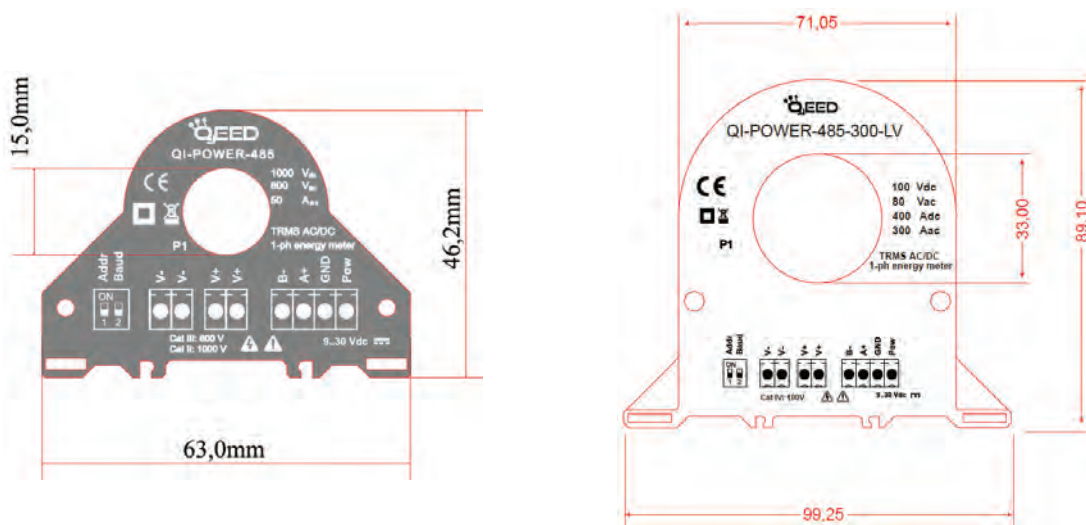 15,0mm
QEED
QI-POWER-485
1000 Vdc
800 Vac
50 Aac
P1
TRMS AC/DC
1-ph energy meter
Addr
Baud
ON
1 2
V- V- V+ V+
B- A+ GND Pow
Cat III: 600 V
Cat II: 1000 V
9..30 Vdc
46,2mm
63,0mm
71,05
QEED
QI-POWER-485-300-LV
100 Vdc
80 Vac
400 Adc
300 Aac
P1
TRMS AC/DC
1-ph energy meter
33,00
89,10
Addr
Baud
V- V- V+ V+
B- A+ GND Pow
Cat IV: 100V
9..30 Vdc
99,25